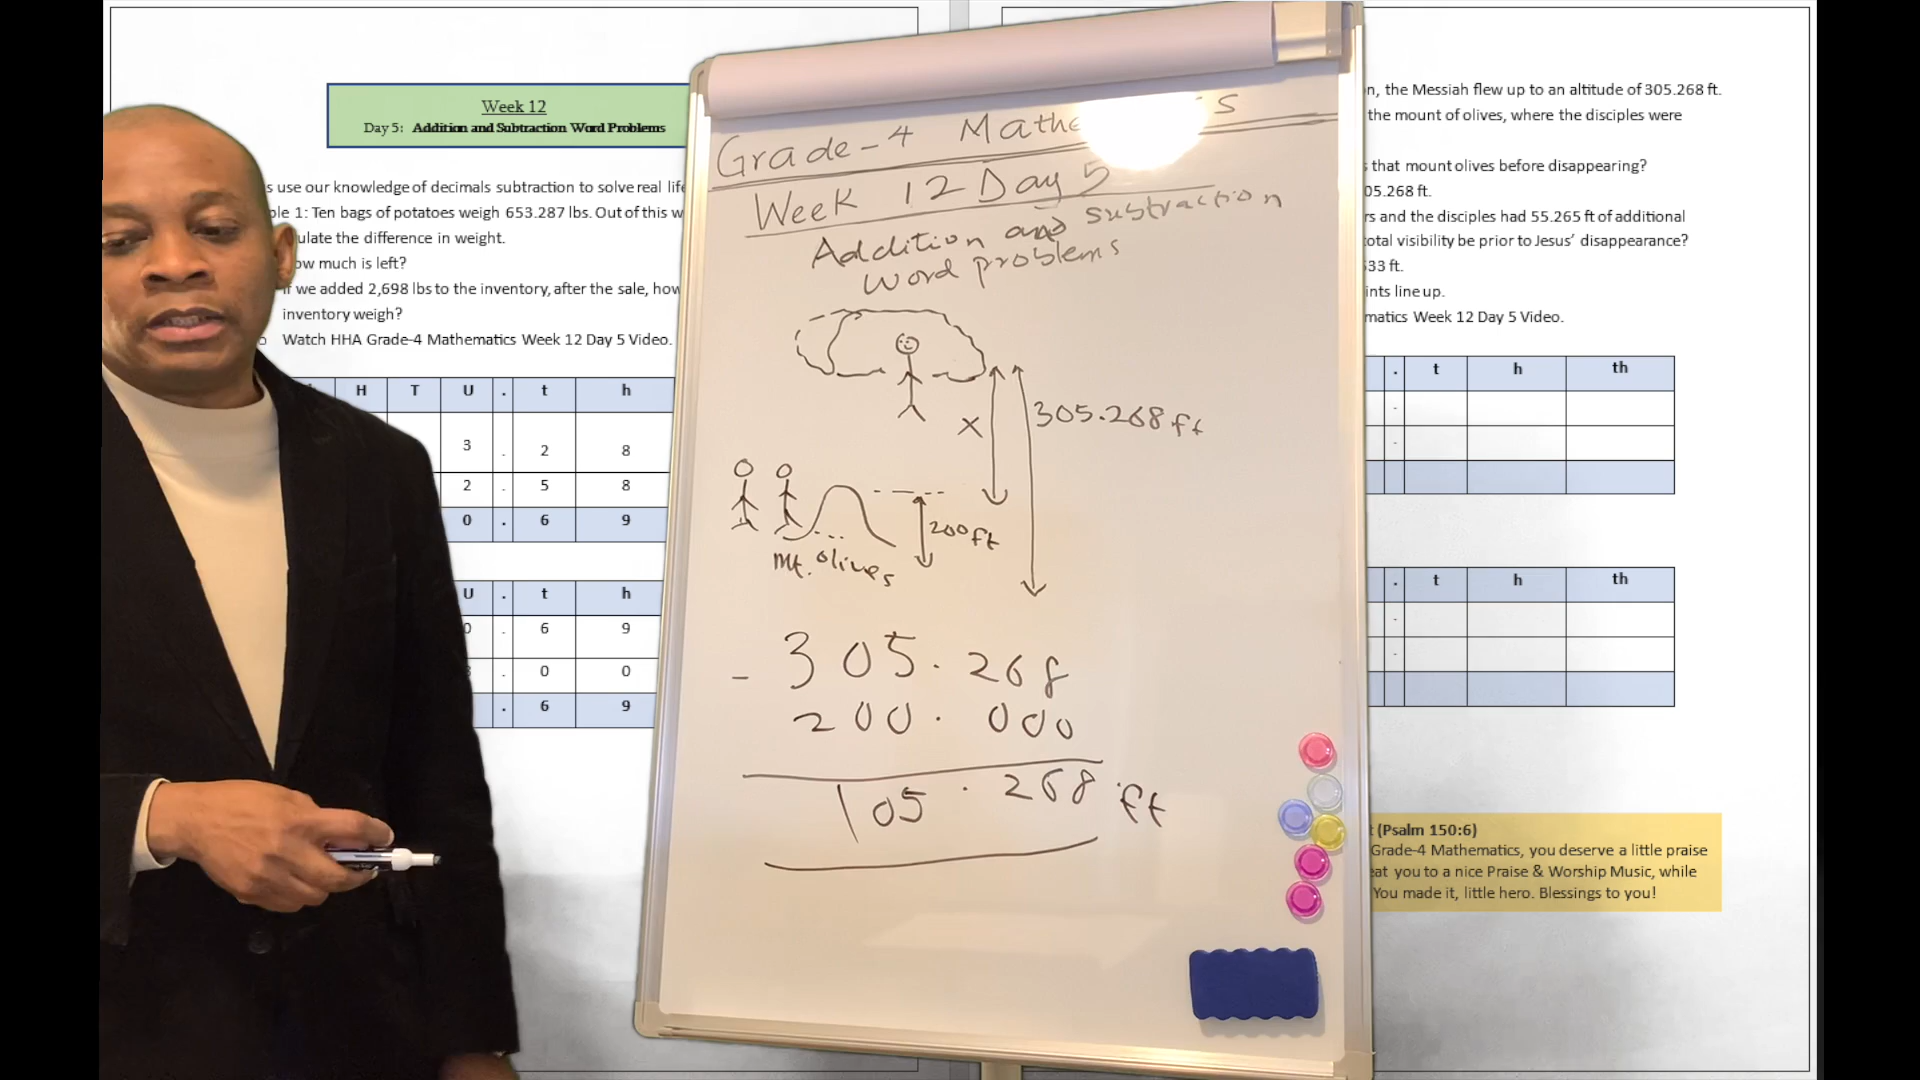 Week 12
Day 5: Addition and Subtraction Word Problems
s use our knowledge of decimals subtraction to solve real life
ple 1: Ten bags of potatoes weigh 653.287 lbs. Out of this w
ulate the difference in weight.
ow much is left?
if we added 2,698 lbs to the inventory, after the sale, how
inventory weigh?
o Watch HHA Grade-4 Mathematics Week 12 Day 5 Video.
H T U . t h
3 . 2 8
2 . 5 8
0 . 6 9
U . t h
0 . 6 9
. 0 0
. 6 9
Grade-4 Mathe s
Week 12 Day 5
Addition and subtraction
word problems
X
305.268 ft
200 ft
Mt. Olives
305.268
- 200.000
105.268 ft
n, the Messiah flew up to an altitude of 305.268 ft.
the mount of olives, where the disciples were
s that mount olives before disappearing?
05.268 ft.
rs and the disciples had 55.265 ft of additional
total visibility be prior to Jesus’ disappearance?
33 ft.
ints line up.
matics Week 12 Day 5 Video.
. t h th
.
.
. t h th
.
.
t (Psalm 150:6)
Grade-4 Mathematics, you deserve a little praise
eat you to a nice Praise & Worship Music, while
You made it, little hero. Blessings to you!